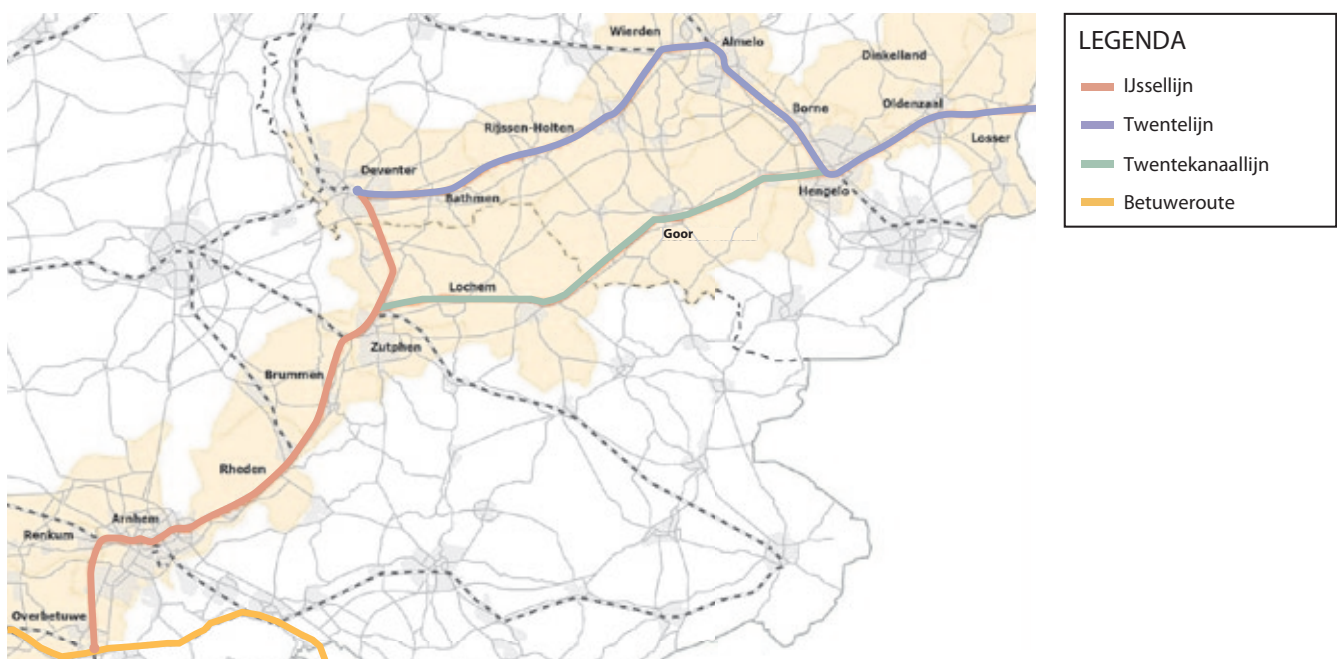 Wierden
Almelo
Dinkelland
Borne
Oldenzaal
Rijssen-Holten
Losser
Deventer
Bathmen
Hengelo
Goor
Lochem
Zutphen
Brummen
Rheden
Arnhem
Renkum
Overbetuwe
LEGENDA
IJssellijn
Twentelijn
Twentekanaallijn
Betuweroute